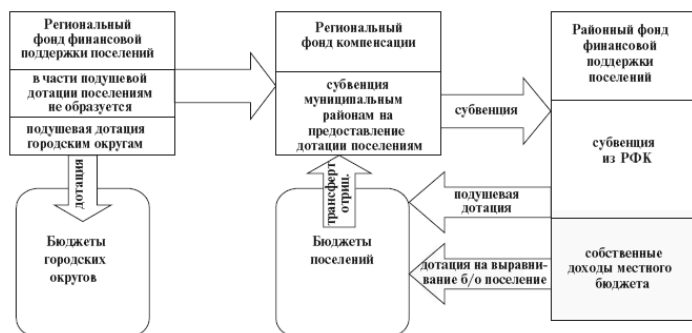 Региональный
фонд финансовой
поддержки поселений
в части подушевой
дотации поселениям
не образуется
подушевая дотация
городским округам
дотация
Бюджеты
городских
округов
Региональный
фонд компенсации
субвенция
муниципальным
районам на
предоставление
дотации поселениям
трансферт
отриц.
Бюджеты
поселений
субвенция
подушевая
дотация
дотация на выравни-
вание б/о поселение
Районный фонд
финансовой
поддержки
поселений
субвенция
из РФК
собственные
доходы местного
бюджета